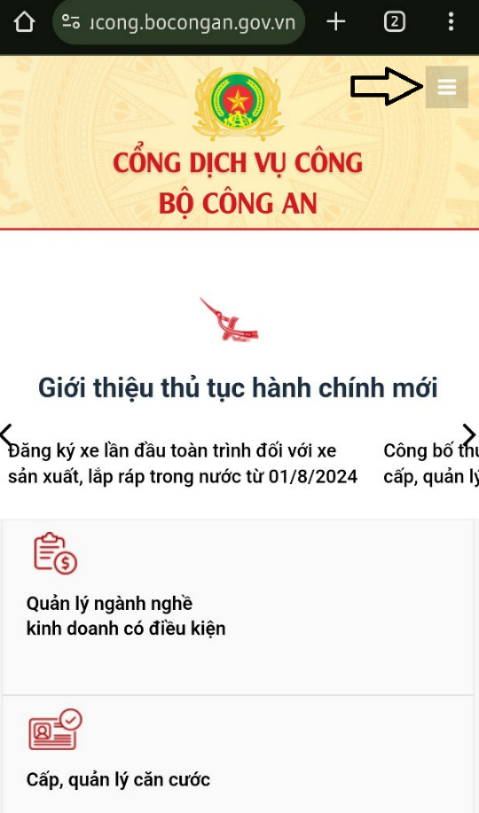 ıcong.bocongan.gov.vn
2
CỔNG DỊCH VỤ CÔNG
BỘ CÔNG AN
Giới thiệu thủ tục hành chính mới
Đăng ký xe lần đầu toàn trình đối với xe
sản xuất, lắp ráp trong nước từ 01/8/2024
Công bố thủ
cấp, quản lý
Quản lý ngành nghề
kinh doanh có điều kiện
Cấp, quản lý căn cước